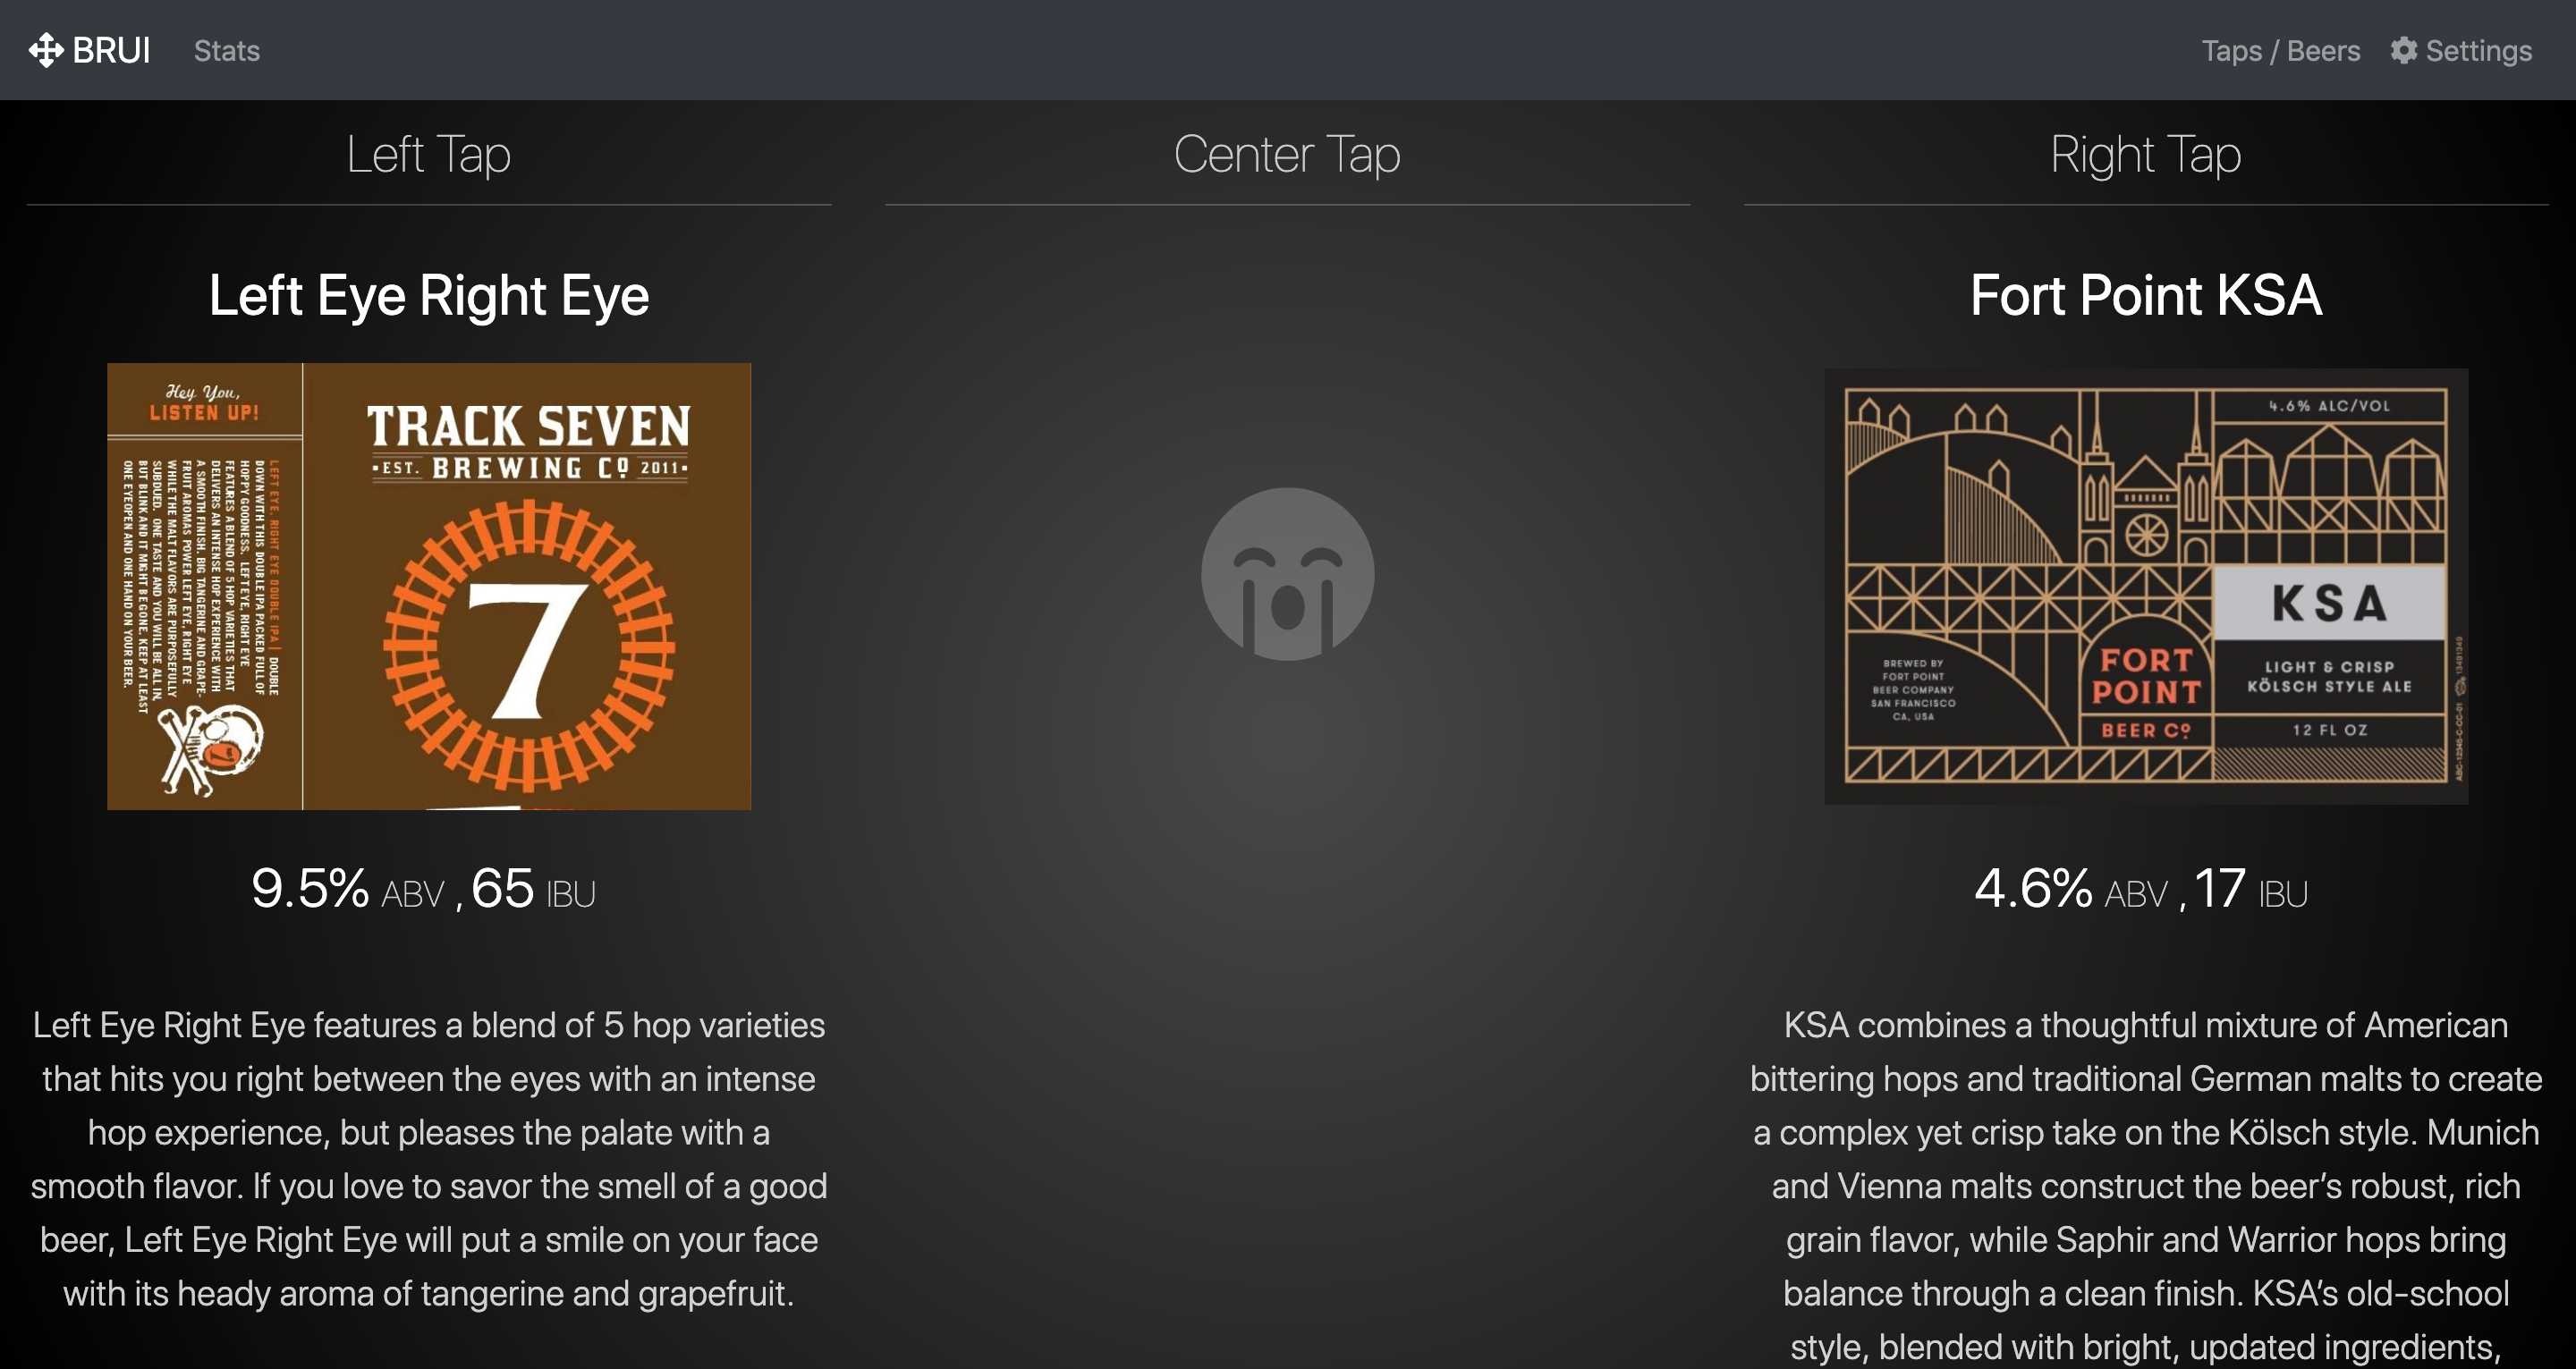 BRUI
Stats
Taps / Beers
Settings
Left Tap
Left Eye Right Eye
Hey You,
LISTEN UP!
LEFT EYE, RIGHT EYE DOUBLE IPA | DOUBLE
DOWN WITH THIS DOUBLE IPA PACKED FULL OF
HOPPY GOODNESS. LEFT EYE, RIGHT EYE
FEATURES A BLEND OF 5 HOP VARIETIES THAT
DELIVERS AN INTENSE HOP EXPERIENCE WITH
A SMOOTH FINISH. BIG TANGERINE AND GRAPE-
FRUIT AROMAS POWER LEFT EYE, RIGHT EYE
WHILE THE MALT FLAVORS ARE PURPOSEFULLY
SUBDUED. ONE TASTE AND YOU WILL BE ALL IN,
BUT BLINK AND IT MIGHT BE GONE. KEEP AT LEAST
ONE EYE OPEN AND ONE HAND ON YOUR BEER.
7
TRACK SEVEN
•EST. BREWING CO 2011•
7
9.5% ABV , 65 IBU
Left Eye Right Eye features a blend of 5 hop varieties
that hits you right between the eyes with an intense
hop experience, but pleases the palate with a
smooth flavor. If you love to savor the smell of a good
beer, Left Eye Right Eye will put a smile on your face
with its heady aroma of tangerine and grapefruit.
Center Tap
Right Tap
Fort Point KSA
4.6% ALC/VOL
KSA
LIGHT & CRISP
KÖLSCH STYLE ALE
12 FL OZ
BREWED BY
FORT POINT
BEER COMPANY
SAN FRANCISCO
CA, USA
FORT
POINT
BEER CO
ABC-12345-C-CC-01 13491349
4.6% ABV , 17 IBU
KSA combines a thoughtful mixture of American
bittering hops and traditional German malts to create
a complex yet crisp take on the Kölsch style. Munich
and Vienna malts construct the beer’s robust, rich
grain flavor, while Saphir and Warrior hops bring
balance through a clean finish. KSA’s old-school
style, blended with bright, updated ingredients,